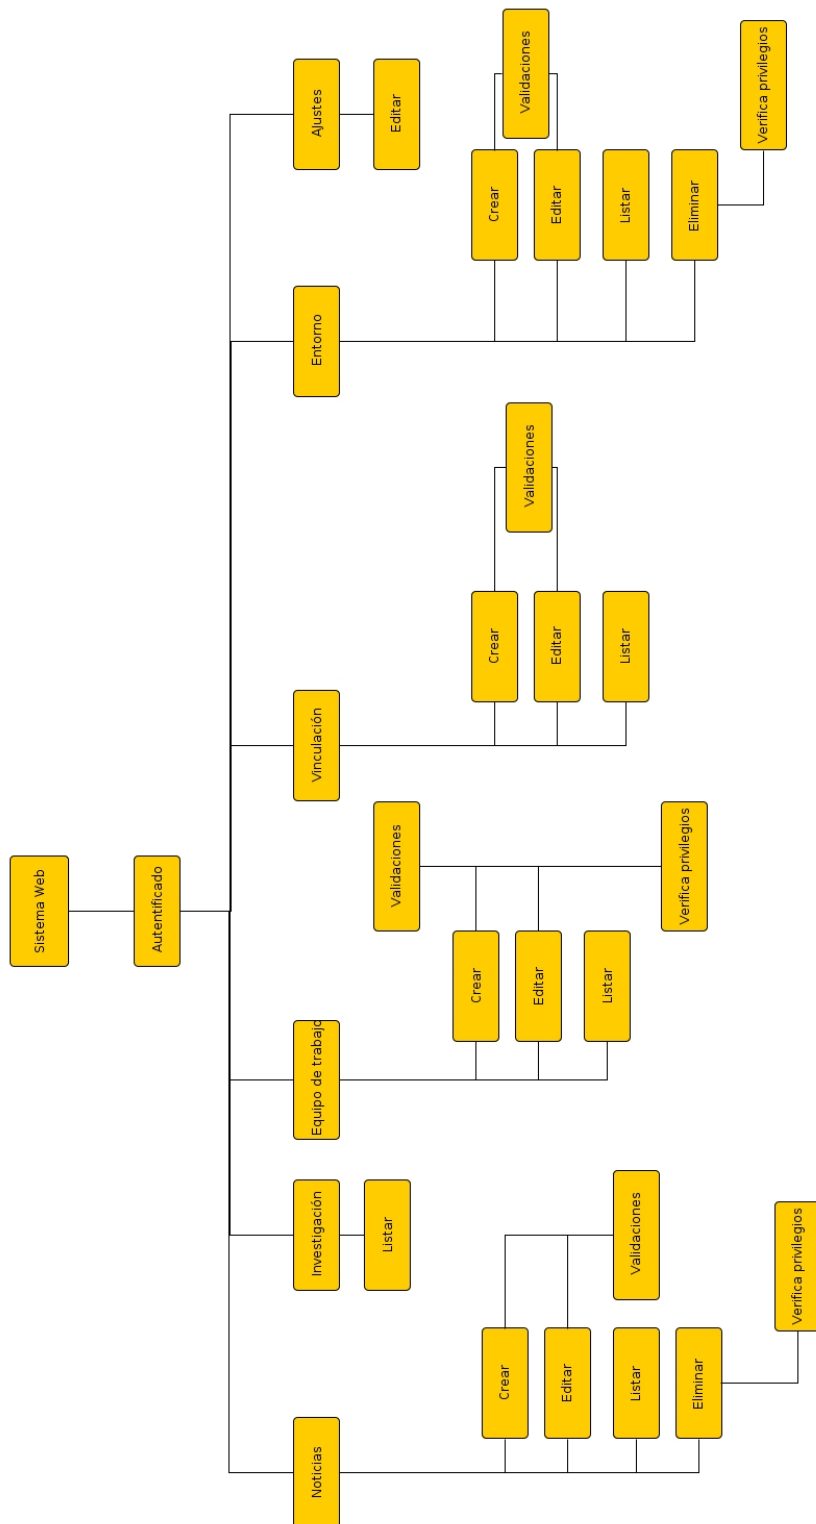 Sistema Web
Autentificado
Noticias
Crear
Editar
Listar
Eliminar
Validaciones
Verifica privilegios
Investigación
Listar
Equipo de trabajo
Crear
Editar
Listar
Validaciones
Verifica privilegios
Vinculación
Crear
Editar
Listar
Validaciones
Entorno
Crear
Editar
Listar
Eliminar
Validaciones
Verifica privilegios
Ajustes
Editar